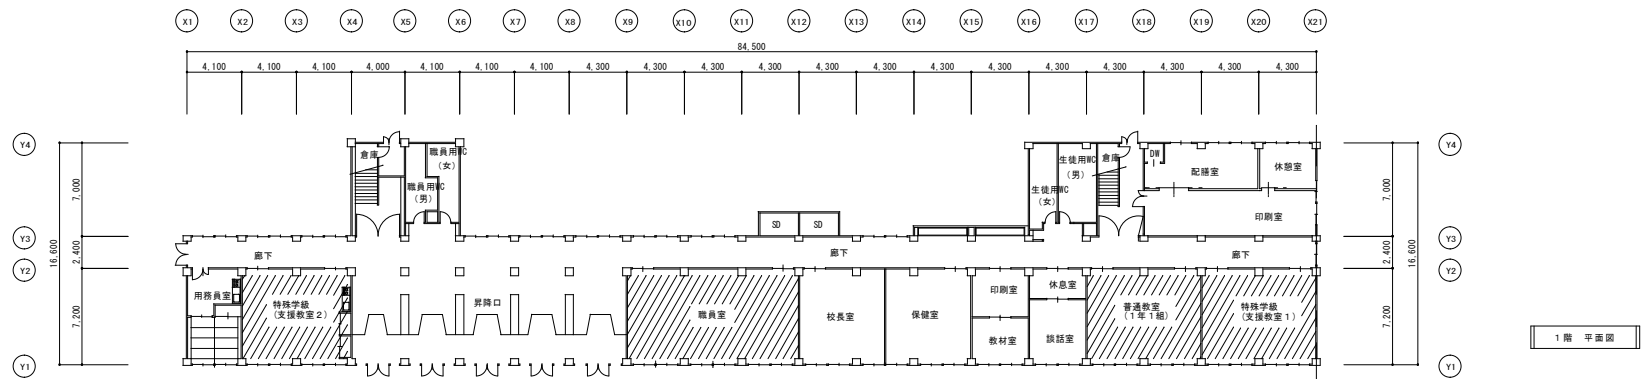 X1 X2 X3 X4 X5 X6 X7 X8 X9 X10 X11 X12 X13 X14 X15 X16 X17 X18 X19 X20 X21
84,500
4,100 4,100 4,100 4,000 4,100 4,100 4,100 4,300 4,300 4,300 4,300 4,300 4,300 4,300 4,300 4,300 4,300 4,300 4,300 4,300
Y4
Y3
Y2
Y1
16,600
7,000
2,400
7,200
倉庫
職員用WC
(女)
職員用WC
(男)
SD
SD
生徒用WC
(女)
生徒用WC
(男)
倉庫
DW
配膳室
休憩室
印刷室
廊下
廊下
廊下
用務員室
特殊学級
(支援教室2)
昇降口
職員室
校長室
保健室
印刷室
教材室
休息室
談話室
普通教室
(1年1組)
特殊学級
(支援教室1)
Y4
Y3
Y2
Y1
7,000
2,400
7,200
16,600
1階 平面図